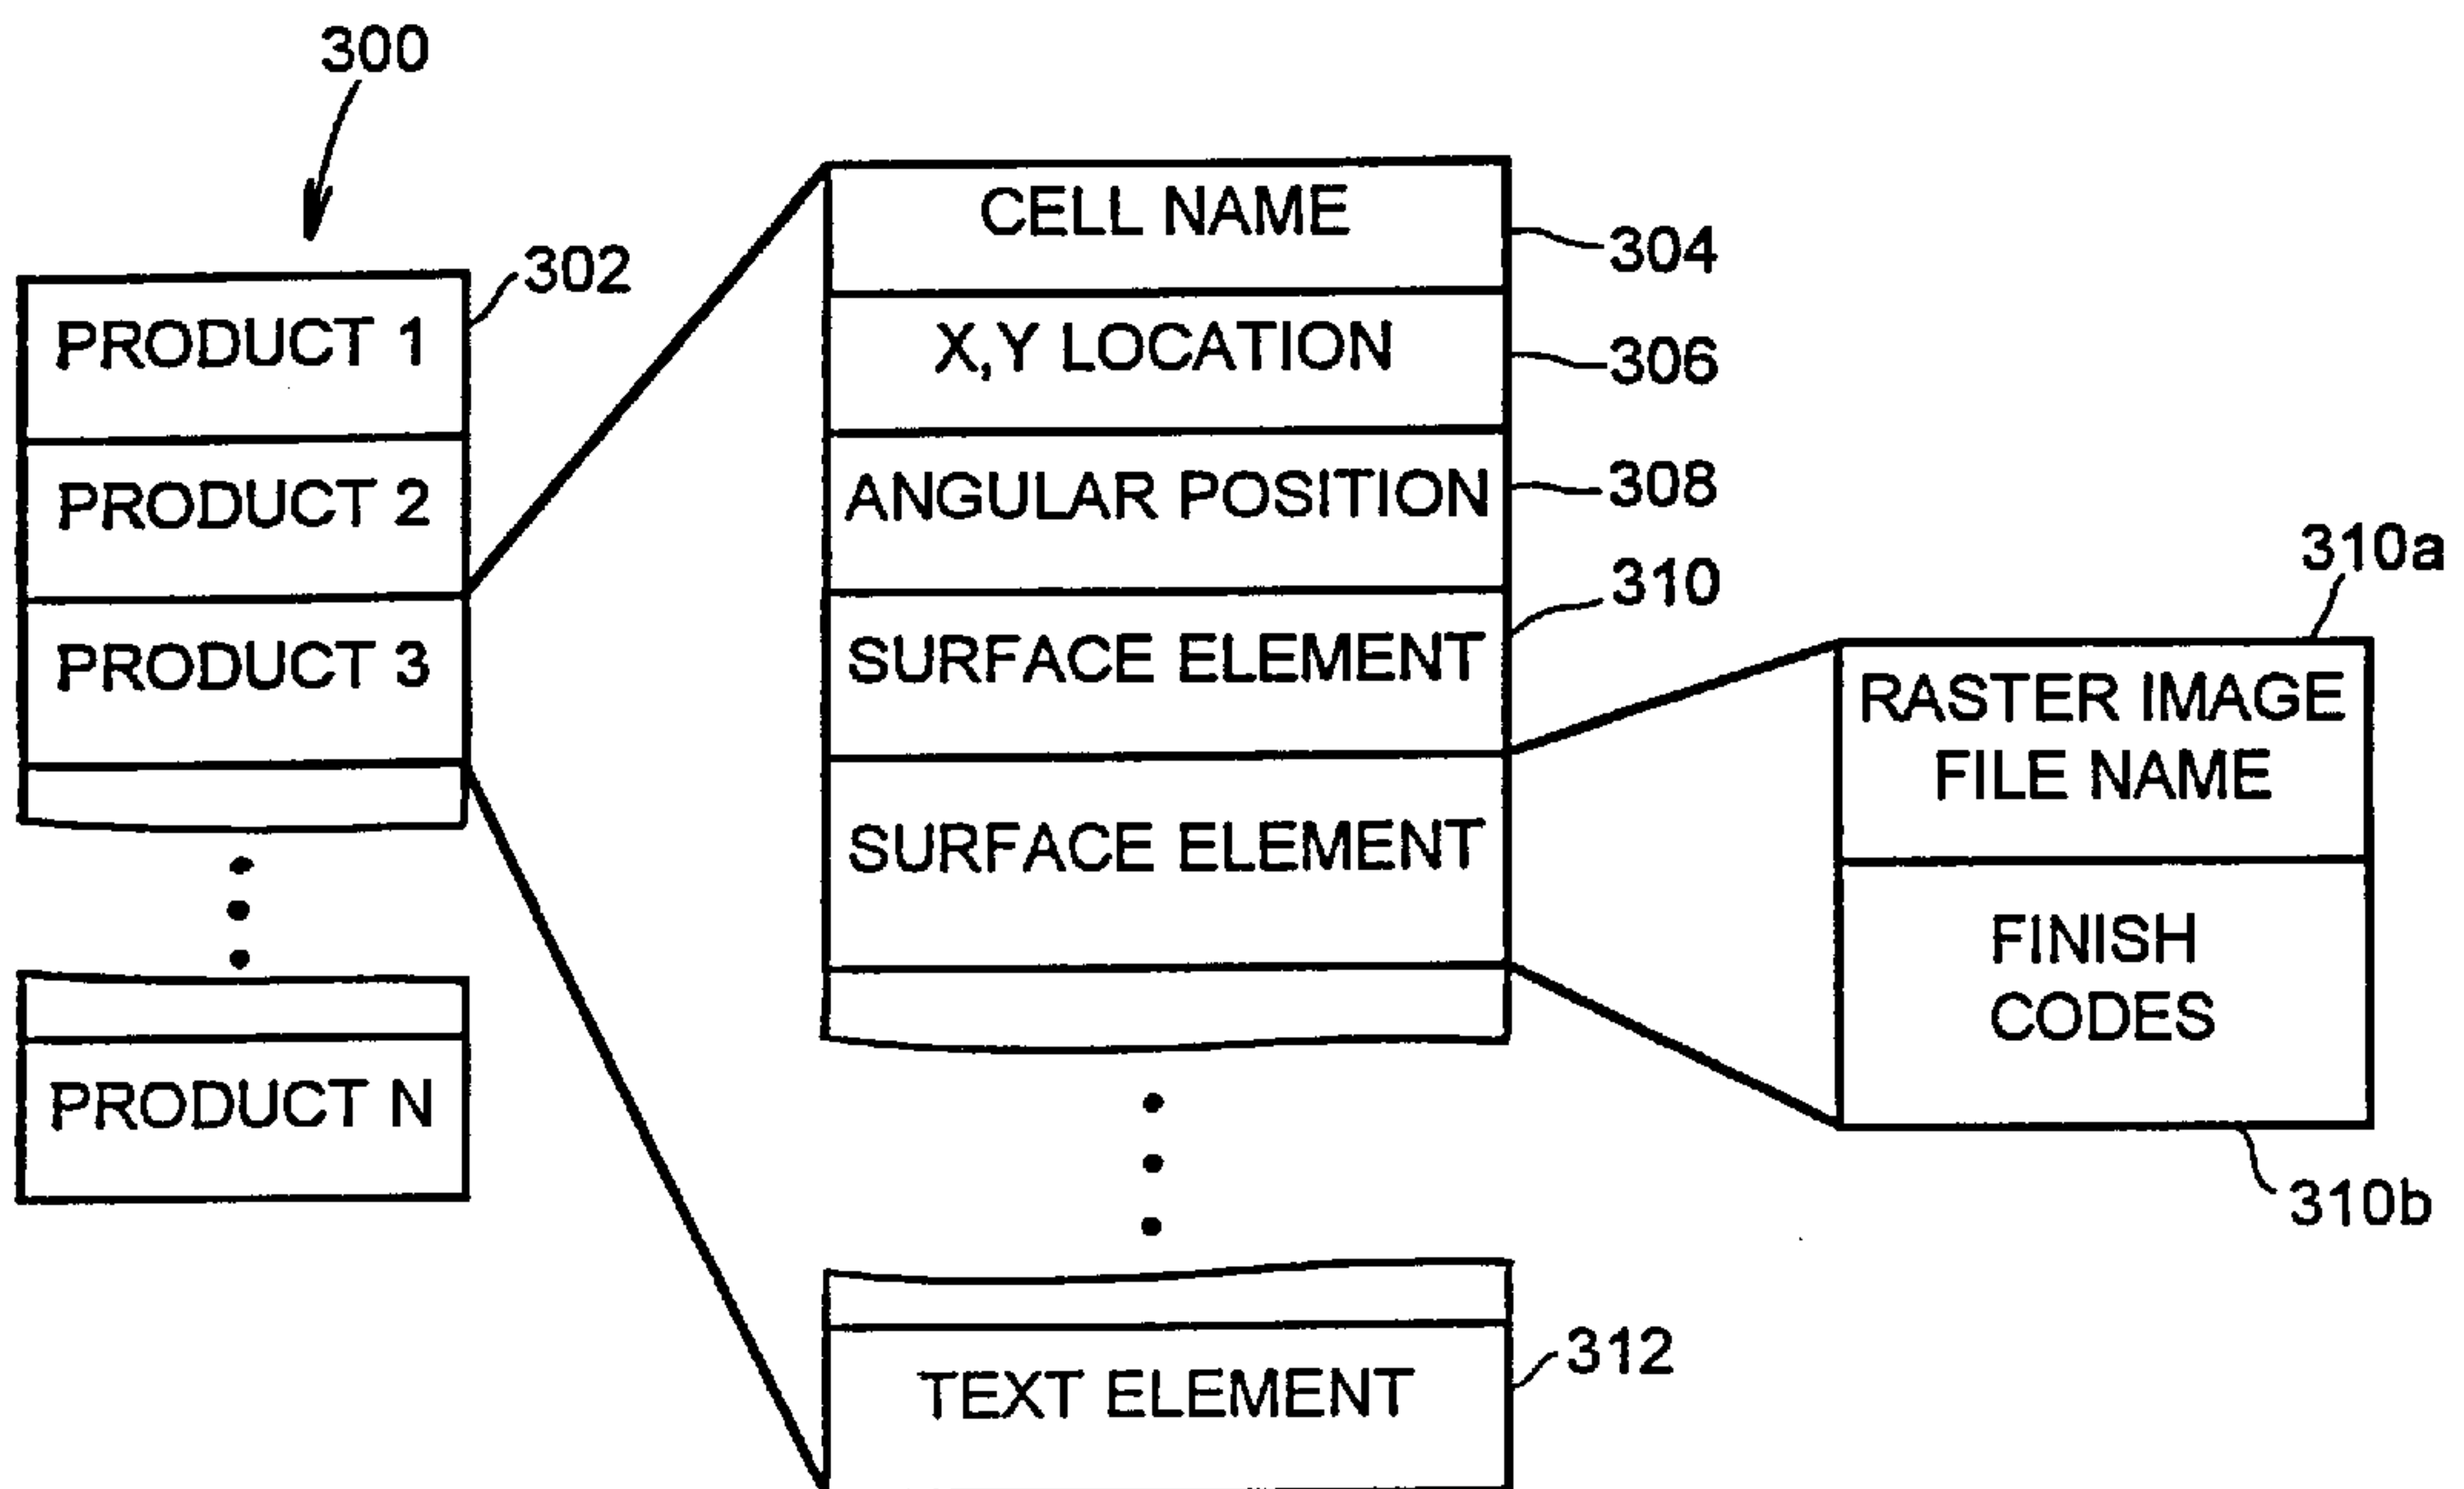 300
302
PRODUCT 1
PRODUCT 2
PRODUCT 3
PRODUCT N
CELL NAME
304
X,Y LOCATION
306
ANGULAR POSITION
308
310
SURFACE ELEMENT
SURFACE ELEMENT
TEXT ELEMENT
312
310a
RASTER IMAGE
FILE NAME
FINISH
CODES
310b